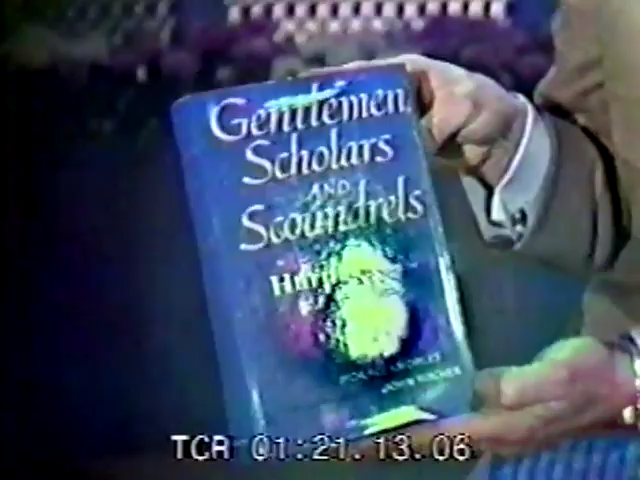 Gentlemen,
Scholars
AND
Scoundrels
TCR 01:21.13.06